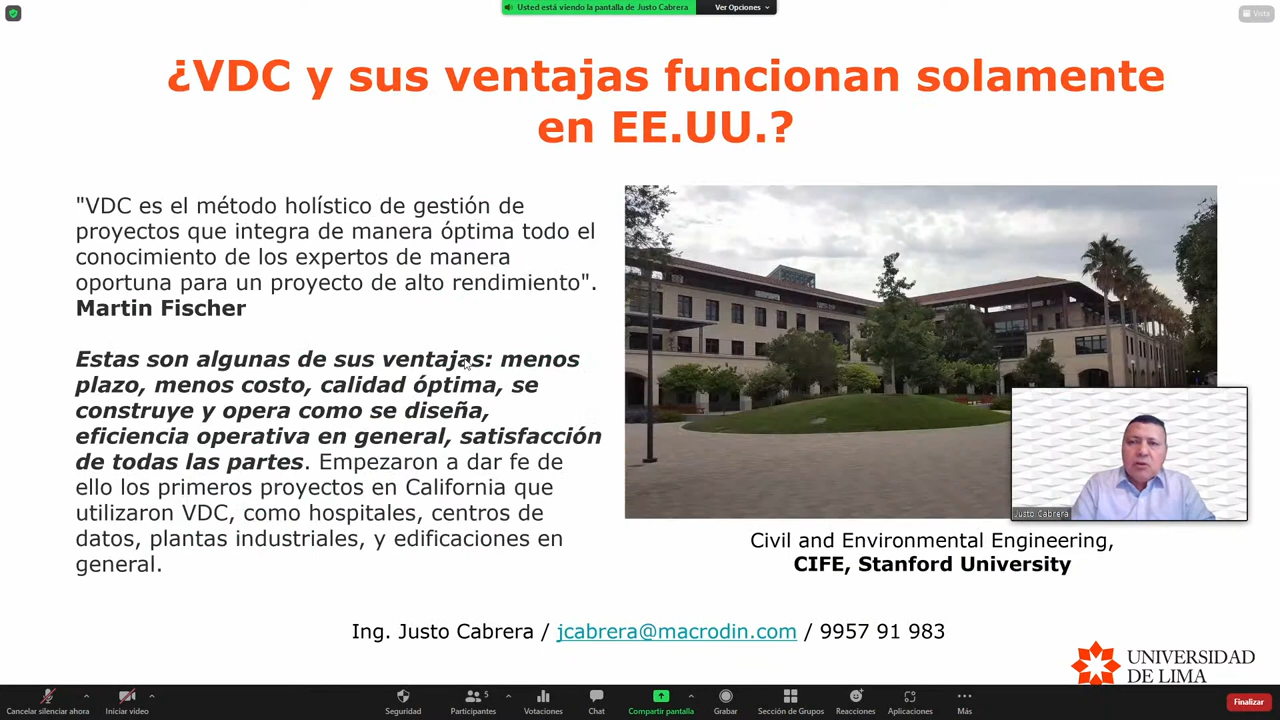 Usted está viendo la pantalla de Justo Cabrera
Ver Opciones
Vista
¿VDC y sus ventajas funcionan solamente
en EE.UU.?
"VDC es el método holístico de gestión de
proyectos que integra de manera óptima todo el
conocimiento de los expertos de manera
oportuna para un proyecto de alto rendimiento".
Martin Fischer
Estas son algunas de sus ventajas: menos
plazo, menos costo, calidad óptima, se
construye y opera como se diseña,
eficiencia operativa en general, satisfacción
de todas las partes. Empezaron a dar fe de
ello los primeros proyectos en California que
utilizaron VDC, como hospitales, centros de
datos, plantas industriales, y edificaciones en
general.
Justo Cabrera
Civil and Environmental Engineering,
CIFE, Stanford University
Ing. Justo Cabrera / jcabrera@macrodin.com / 9957 91 983
UNIVERSIDAD
DE LIMA
Cancelar silenciar ahora
Iniciar video
Seguridad
Participantes
5
Votaciones
Chat
Compartir pantalla
Grabar
Sección de Grupos
Reacciones
Aplicaciones
Más
Finalizar